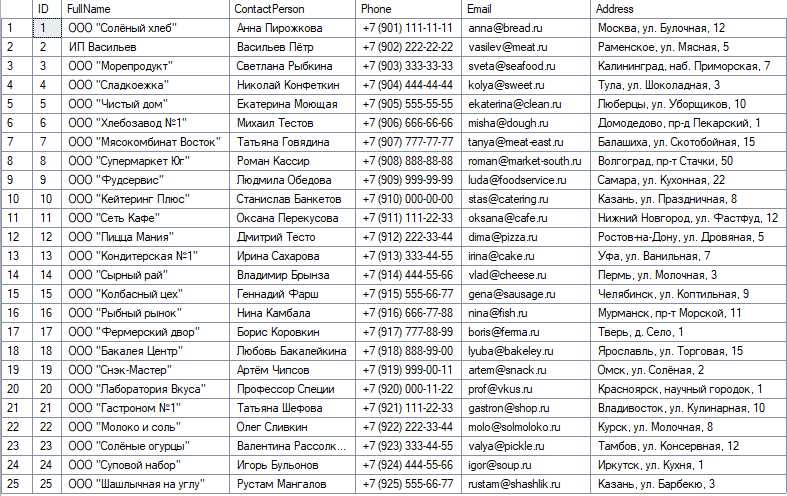 ID FullName ContactPerson Phone Email Address
1 1 ООО "Солёный хлеб" Анна Пирожкова +7 (901) 111-11-11 anna@bread.ru Москва, ул. Булочная, 12
2 2 ИП Васильев Васильев Пётр +7 (902) 222-22-22 vasilev@meat.ru Раменское, ул. Мясная, 5
3 3 ООО "Морепродукт" Светлана Рыбкина +7 (903) 333-33-33 sveta@seafood.ru Калининград, наб. Приморская, 7
4 4 ООО "Сладкоежка" Николай Конфеткин +7 (904) 444-44-44 kolya@sweet.ru Тула, ул. Шоколадная, 3
5 5 ООО "Чистый дом" Екатерина Моющая +7 (905) 555-55-55 ekaterina@clean.ru Люберцы, ул. Уборщиков, 10
6 6 ООО "Хлебозавод №1" Михаил Тестов +7 (906) 666-66-66 misha@dough.ru Домодедово, пр-д Пекарский, 1
7 7 ООО "Мясокомбинат Восток" Татьяна Говядина +7 (907) 777-77-77 tanya@meat-east.ru Балашиха, ул. Скотобойная, 15
8 8 ООО "Супермаркет Юг" Роман Кассир +7 (908) 888-88-88 roman@market-south.ru Волгоград, пр-т Стачки, 50
9 9 ООО "Фудсервис" Людмила Обедова +7 (909) 999-99-99 luda@foodservice.ru Самара, ул. Кухонная, 22
10 10 ООО "Кейтеринг Плюс" Станислав Банкетов +7 (910) 000-00-00 stas@catering.ru Казань, ул. Праздничная, 8
11 11 ООО "Сеть Кафе" Оксана Перекусова +7 (911) 111-22-33 oksana@cafe.ru Нижний Новгород, ул. Фастфуд, 12
12 12 ООО "Пицца Мания" Дмитрий Тесто +7 (912) 222-33-44 dima@pizza.ru Ростов-на-Дону, ул. Дровяная, 5
13 13 ООО "Кондитерская №1" Ирина Сахарова +7 (913) 333-44-55 irina@cake.ru Уфа, ул. Ванильная, 7
14 14 ООО "Сырный рай" Владимир Брынза +7 (914) 444-55-66 vlad@cheese.ru Пермь, ул. Молочная, 3
15 15 ООО "Колбасный цех" Геннадий Фарш +7 (915) 555-66-77 gena@sausage.ru Челябинск, ул. Коптильная, 9
16 16 ООО "Рыбный рынок" Нина Камбала +7 (916) 666-77-88 nina@fish.ru Мурманск, пр-т Морской, 11
17 17 ООО "Фермерский двор" Борис Коровкин +7 (917) 777-88-99 boris@ferma.ru Тверь, д. Село, 1
18 18 ООО "Бакалея Центр" Любовь Бакалейкина +7 (918) 888-99-00 lyuba@bakeley.ru Ярославль, ул. Торговая, 15
19 19 ООО "Снэк-Мастер" Артём Чипсов +7 (919) 999-00-11 artem@snack.ru Омск, ул. Солёная, 2
20 20 ООО "Лаборатория Вкуса" Профессор Специи +7 (920) 000-11-22 prof@vkus.ru Красноярск, научный городок, 1
21 21 ООО "Гастроном №1" Татьяна Шефова +7 (921) 111-22-33 gastron@shop.ru Владивосток, ул. Кулинарная, 10
22 22 ООО "Молоко и соль" Олег Сливкин +7 (922) 222-33-44 molo@solmoloko.ru Курск, ул. Молочная, 8
23 23 ООО "Солёные огурцы" Валентина Рассолк... +7 (923) 333-44-55 valya@pickle.ru Тамбов, ул. Консервная, 12
24 24 ООО "Суповой набор" Игорь Бульонов +7 (924) 444-55-66 igor@soup.ru Иркутск, ул. Кухня, 1
25 25 ООО "Шашлычная на углу" Рустам Мангалов +7 (925) 555-66-77 rustam@shashlik.ru Казань, ул. Барбекю, 3